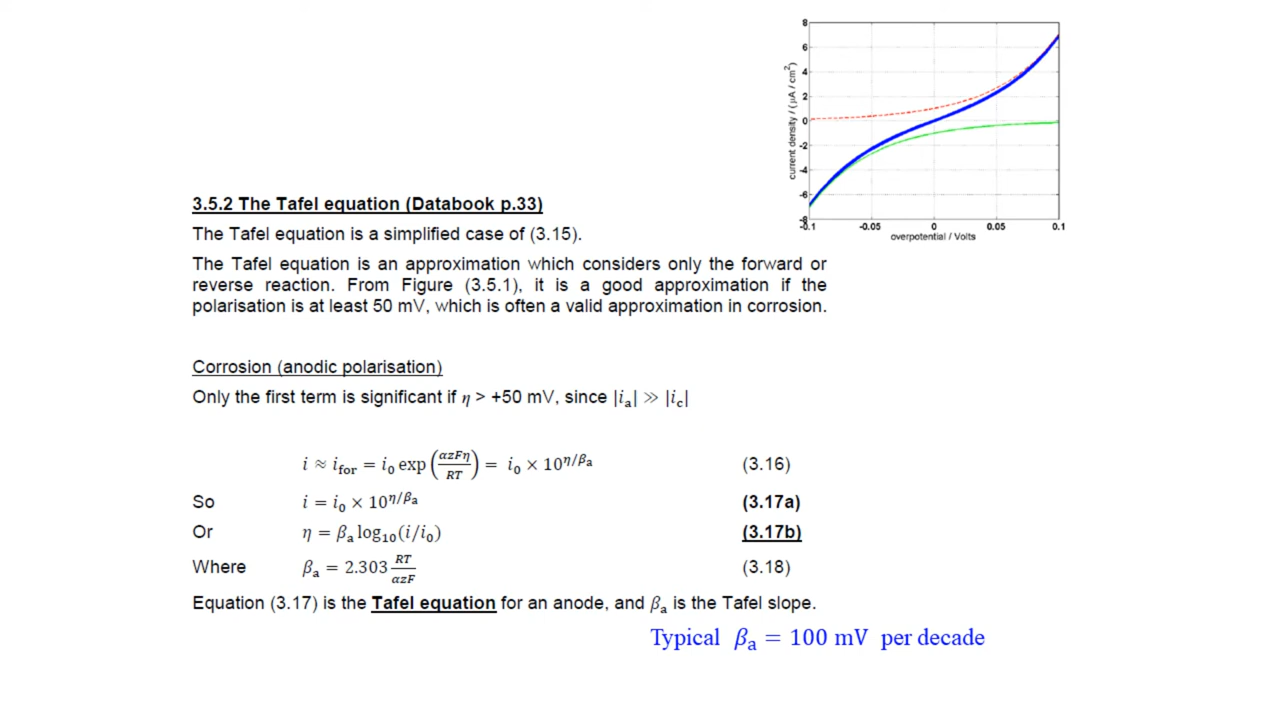 8
6
4
2
0
-2
-4
-6
-8
-0.1 -0.05 0 0.05 0.1
current density / (μA / cm²)
overpotential / Volts
3.5.2 The Tafel equation (Databook p.33)
The Tafel equation is a simplified case of (3.15).
The Tafel equation is an approximation which considers only the forward or
reverse reaction. From Figure (3.5.1), it is a good approximation if the
polarisation is at least 50 mV, which is often a valid approximation in corrosion.
Corrosion (anodic polarisation)
Only the first term is significant if η > +50 mV, since |iₐ| ≫ |i_c|
i ≈ i_for = i₀ exp(αzFη/RT) = i₀ × 10^(η/βₐ) (3.16)
So i = i₀ × 10^(η/βₐ) (3.17a)
Or η = βₐ log₁₀(i/i₀) (3.17b)
Where βₐ = 2.303 RT/αzF (3.18)
Equation (3.17) is the Tafel equation for an anode, and βₐ is the Tafel slope.
Typical βₐ = 100 mV per decade